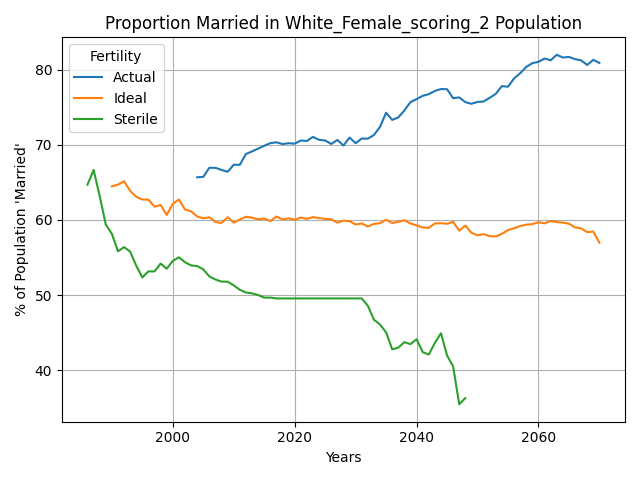 Proportion Married in White_Female_scoring_2 Population
Fertility
Actual
Ideal
Sterile
% of Population 'Married'
80
70
60
50
40
2000
2020
2040
2060
Years